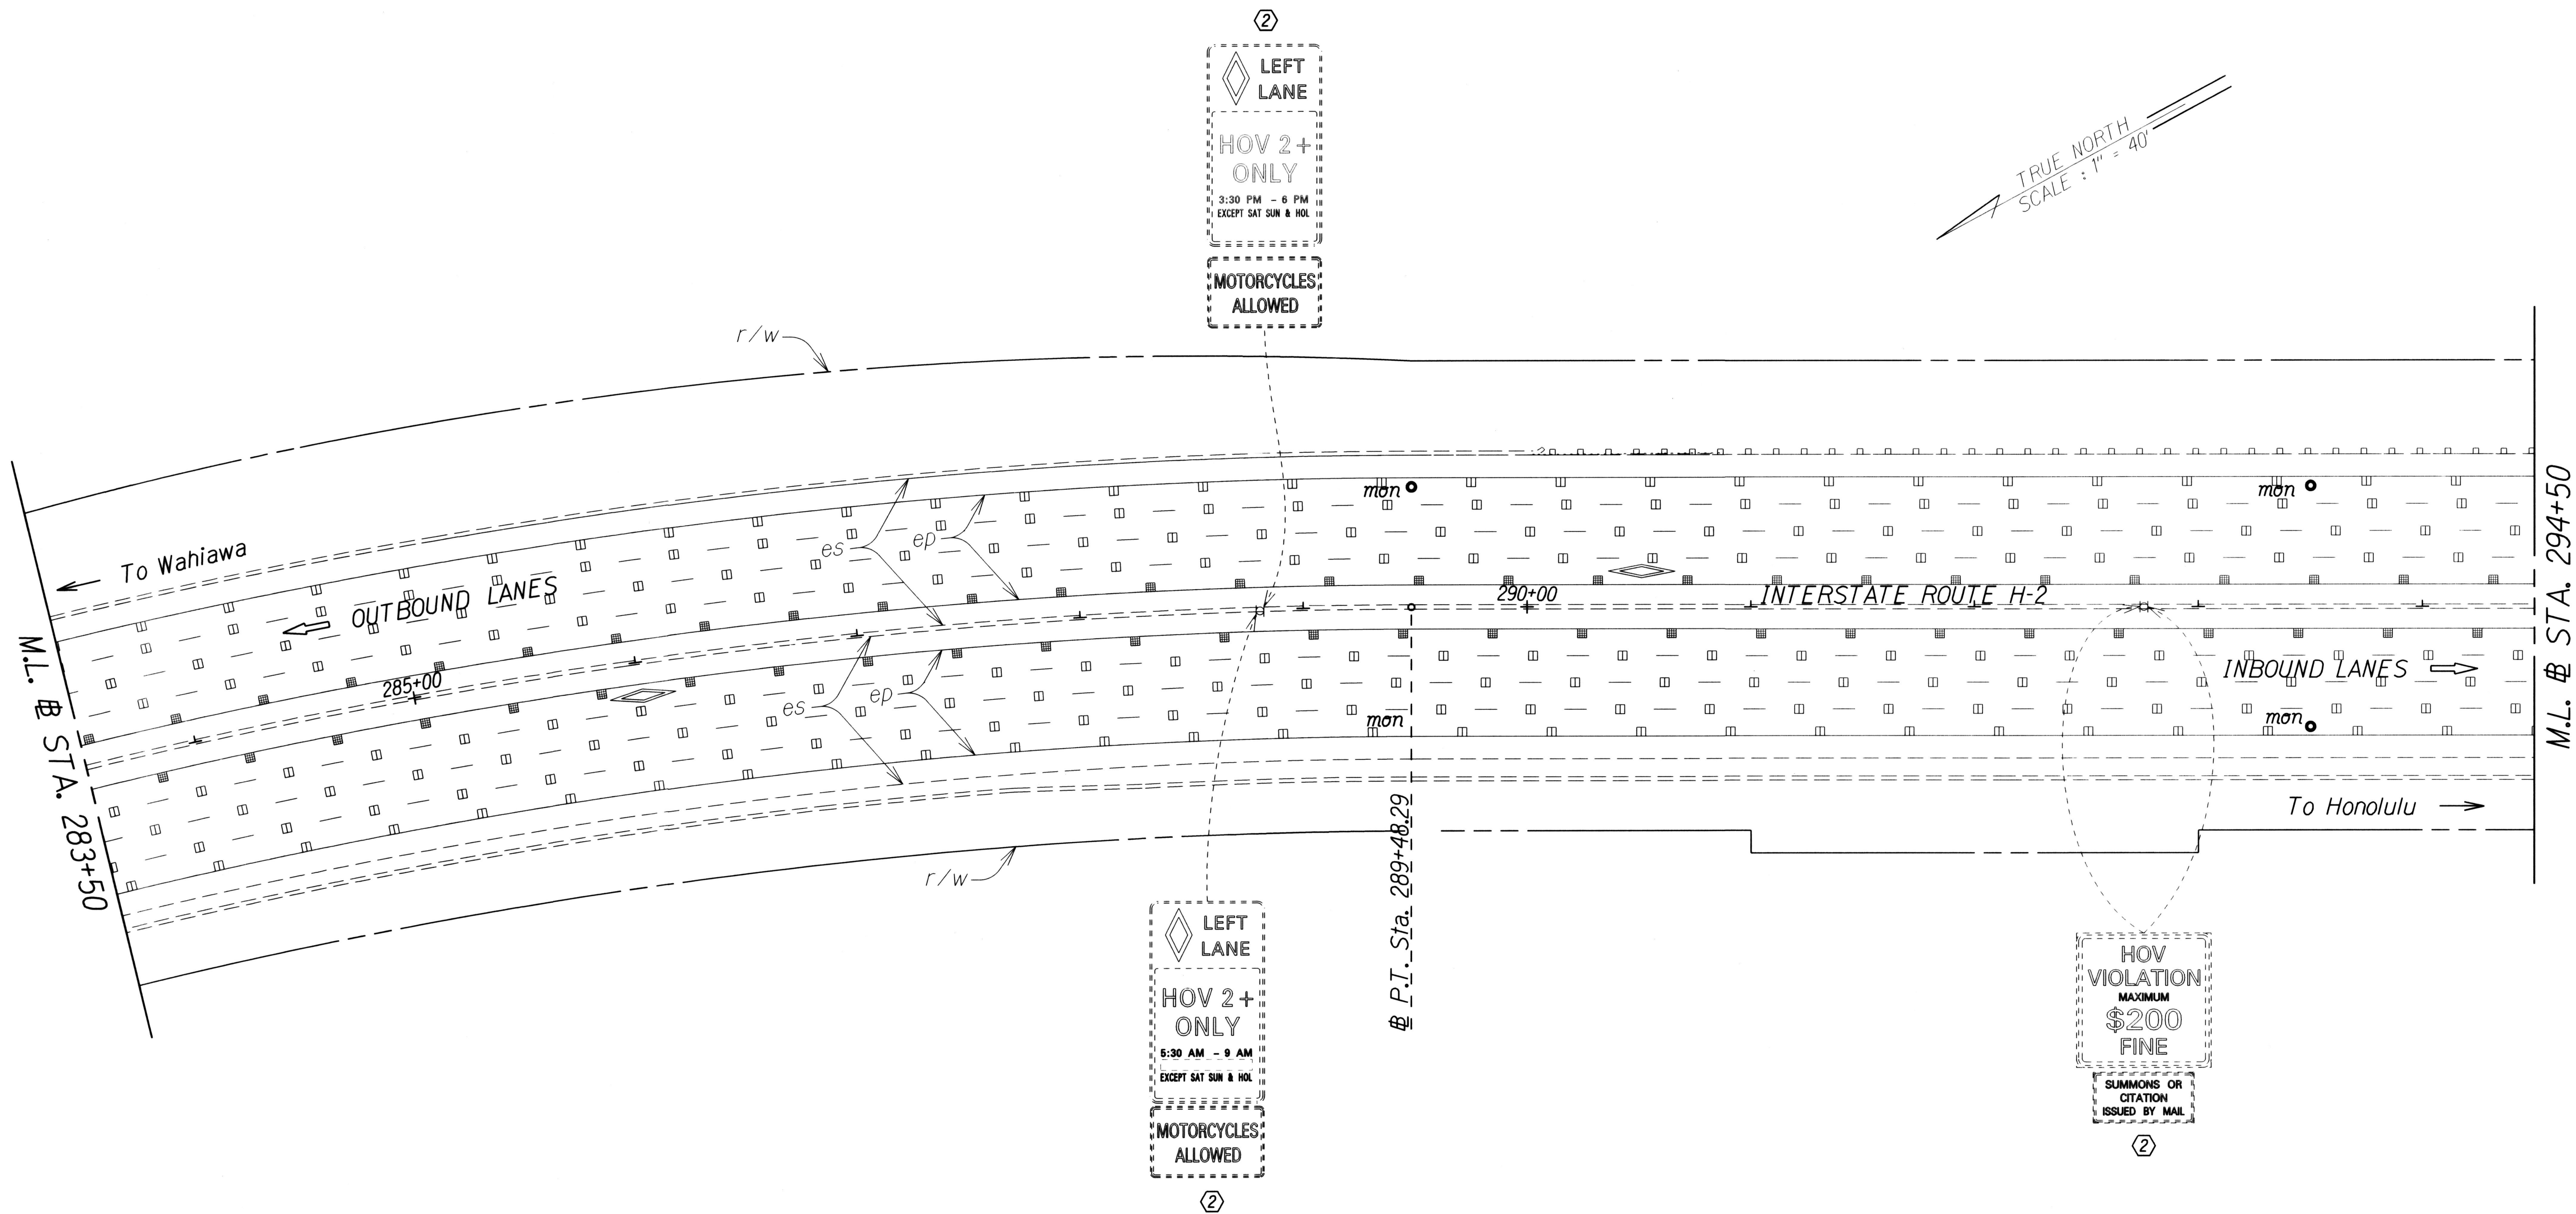 2
LEFT
LANE
HOV 2+
ONLY
3:30 PM - 6 PM
EXCEPT SAT SUN & HOL
MOTORCYCLES
ALLOWED
TRUE NORTH
SCALE : 1" = 40'
r/w
mon
mon
To Wahiawa
OUTBOUND LANES
es
ep
290+00
INTERSTATE ROUTE H-2
285+00
es
ep
INBOUND LANES
mon
mon
To Honolulu
M.L. ⅊ STA. 283+50
M.L. ⅊ STA. 294+50
⅊ P.T. Sta. 289+48.29
r/w
LEFT
LANE
HOV 2+
ONLY
5:30 AM - 9 AM
EXCEPT SAT SUN & HOL
MOTORCYCLES
ALLOWED
2
HOV
VIOLATION
MAXIMUM
$200
FINE
SUMMONS OR
CITATION
ISSUED BY MAIL
2